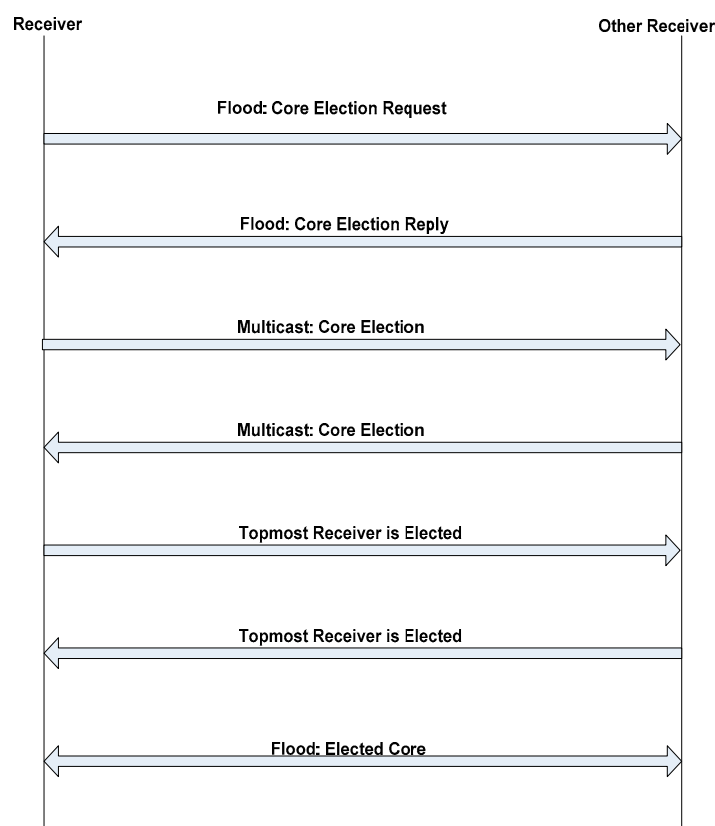 Receiver
Other Receiver
Flood: Core Election Request
Flood: Core Election Reply
Multicast: Core Election
Multicast: Core Election
Topmost Receiver is Elected
Topmost Receiver is Elected
Flood: Elected Core